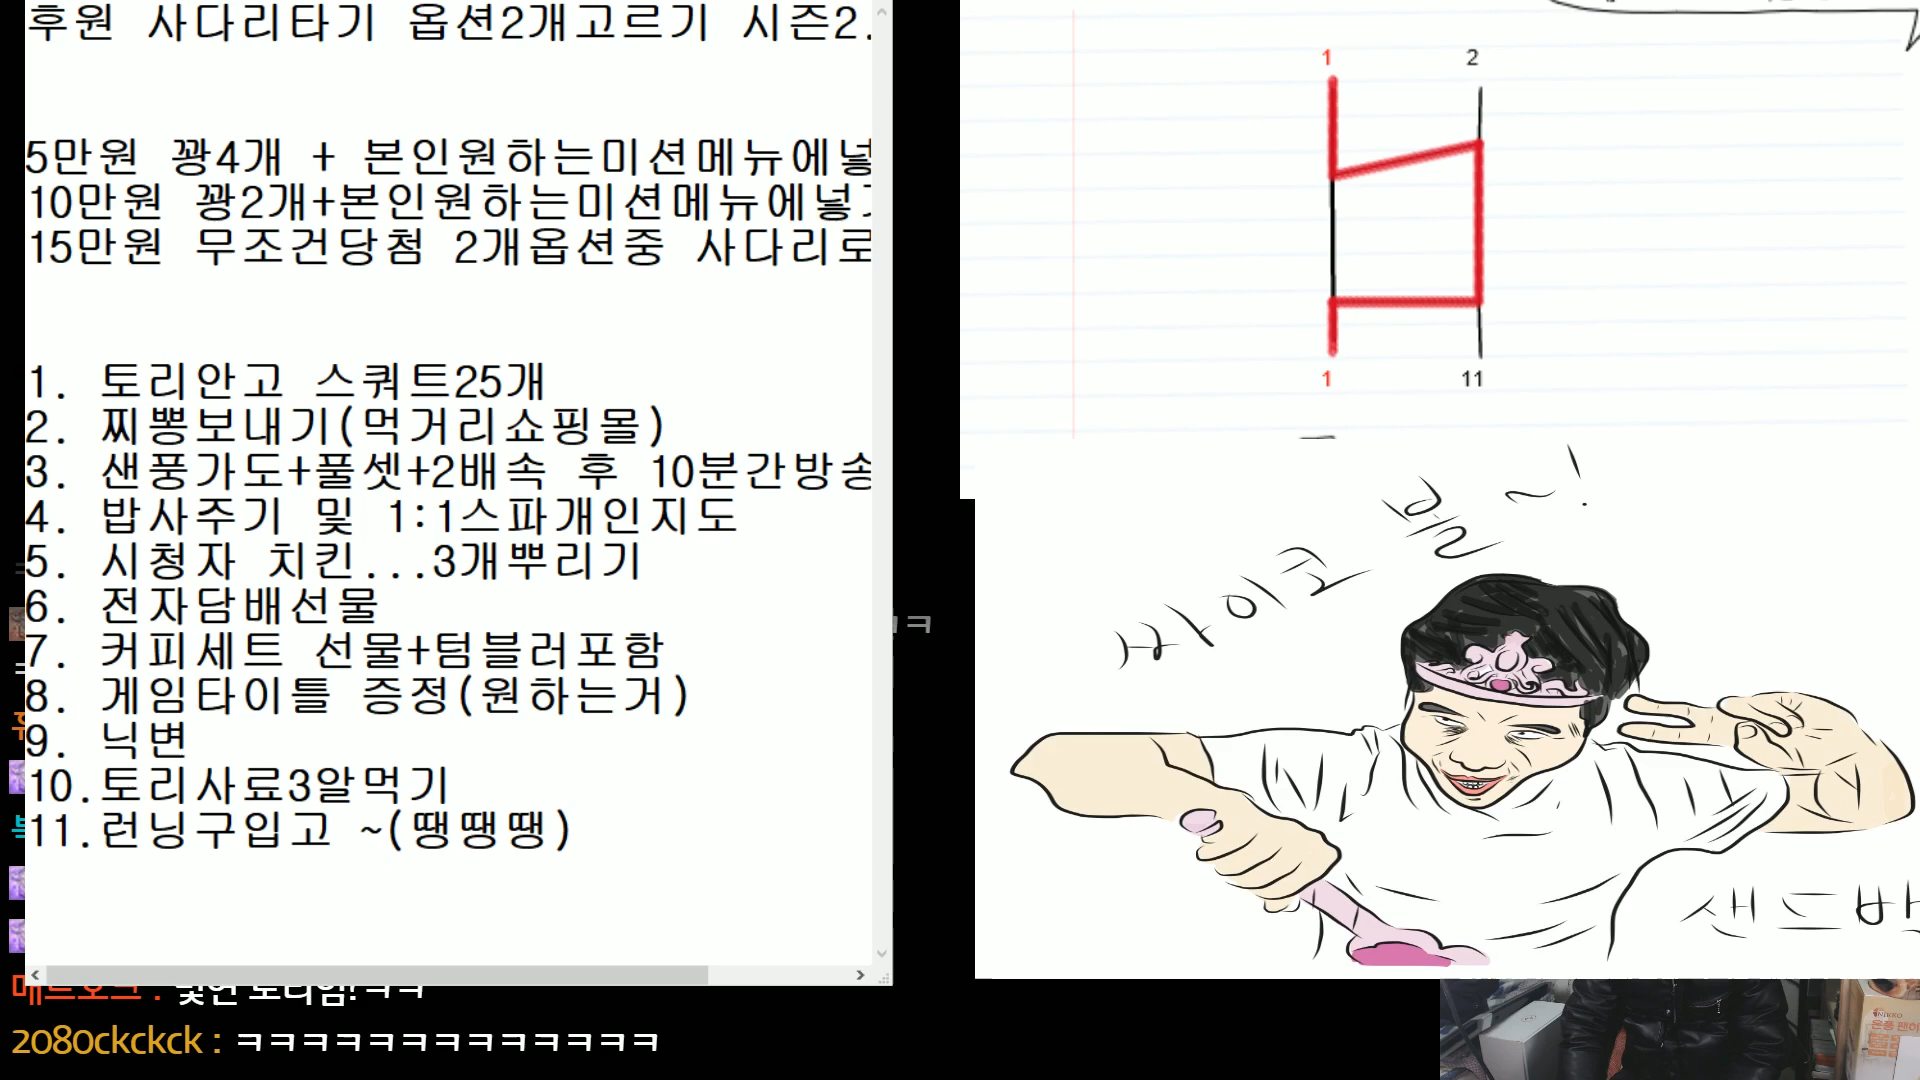 후원 사다리타기 옵션2개고르기 시즌2.
5만원 꽝4개 + 본인원하는미션메뉴에넣
10만원 꽝2개+본인원하는미션메뉴에넣
15만원 무조건당첨 2개옵션중 사다리로
1. 토리안고 스쿼트25개
2. 찌뽕보내기(먹거리쇼핑몰)
3. 샌풍가도+풀셋+2배속 후 10분간방송
4. 밥사주기 및 1:1스파개인지도
5. 시청자 치킨...3개뿌리기
6. 전자담배선물
7. 커피세트 선물+텀블러포함
8. 게임타이틀 증정(원하는거)
9. 닉변
10.토리사료3알먹기
11.런닝구입고 ~(땡땡땡)
2080ckckck : ㅋㅋㅋㅋㅋㅋㅋㅋㅋㅋㅋㅋㅋ
1 2
1 11
싸이코 뽈~!
샌드백
NIKKO